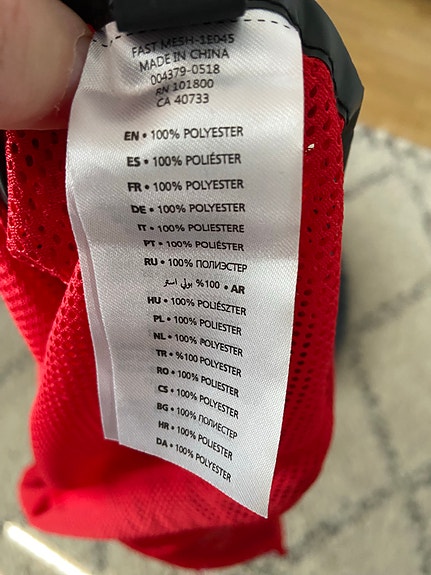 FAST MESH-1E045
MADE IN CHINA
004379-0518
RN 101800
CA 40733
EN • 100% POLYESTER
ES • 100% POLIÉSTER
FR • 100% POLYESTER
DE • 100% POLYESTER
IT • 100% POLIESTERE
PT • 100% POLIÉSTER
RU • 100% ПОЛИЭСТЕР
AR • 100% بولي استر
HU • 100% POLIÉSZTER
PL • 100% POLIESTER
NL • 100% POLYESTER
TR • %100 POLYESTER
RO • 100% POLIESTER
CS • 100% POLYESTER
BG • 100% ПОЛИЕСТЕР
HR • 100% POLIESTER
DA • 100% POLYESTER